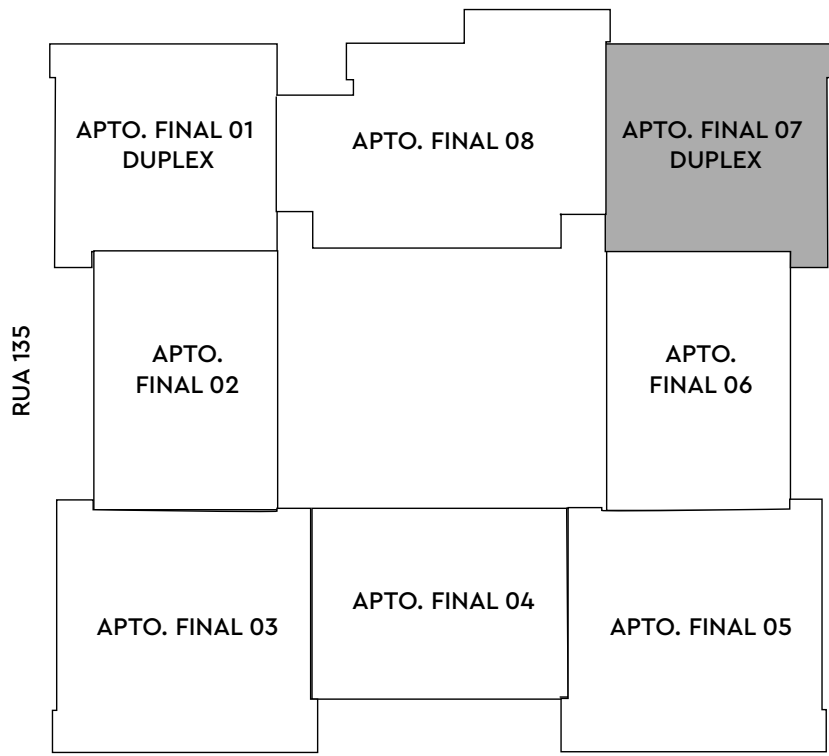 APTO. FINAL 01
DUPLEX
APTO. FINAL 08
APTO. FINAL 07
DUPLEX
RUA 135
APTO.
FINAL 02
APTO.
FINAL 06
APTO. FINAL 03
APTO. FINAL 04
APTO. FINAL 05